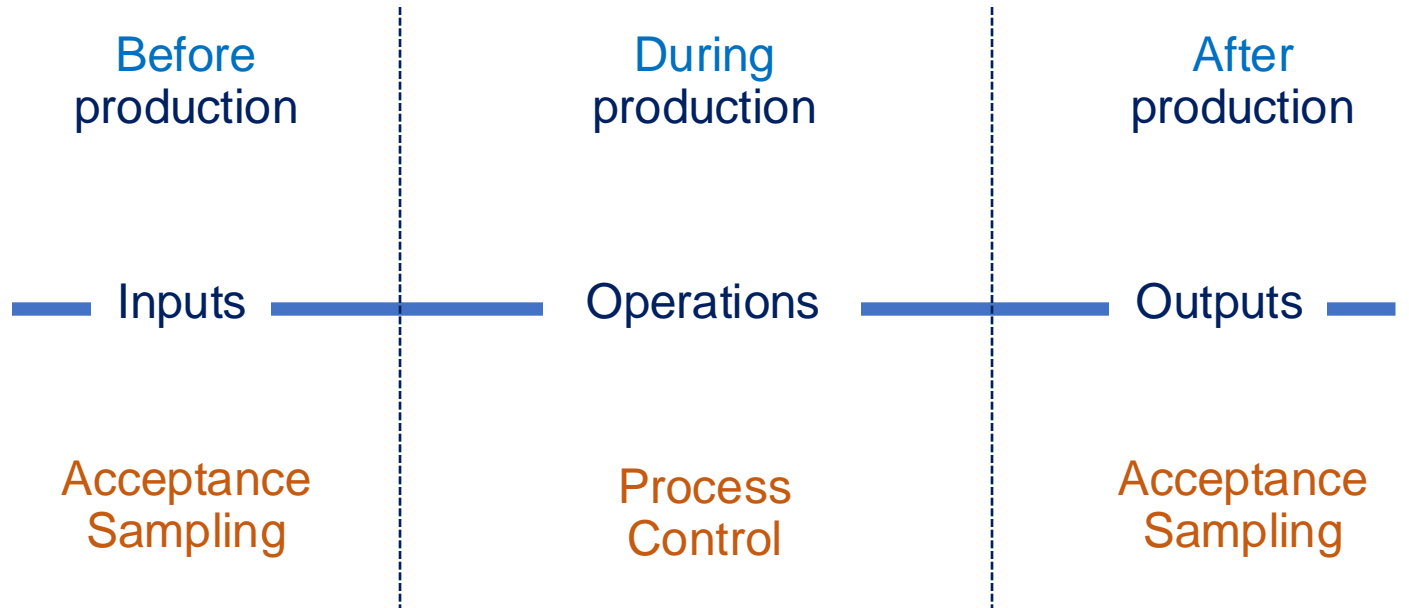 Before
production
During
production
After
production
Inputs
Operations
Outputs
Acceptance
Sampling
Process
Control
Acceptance
Sampling